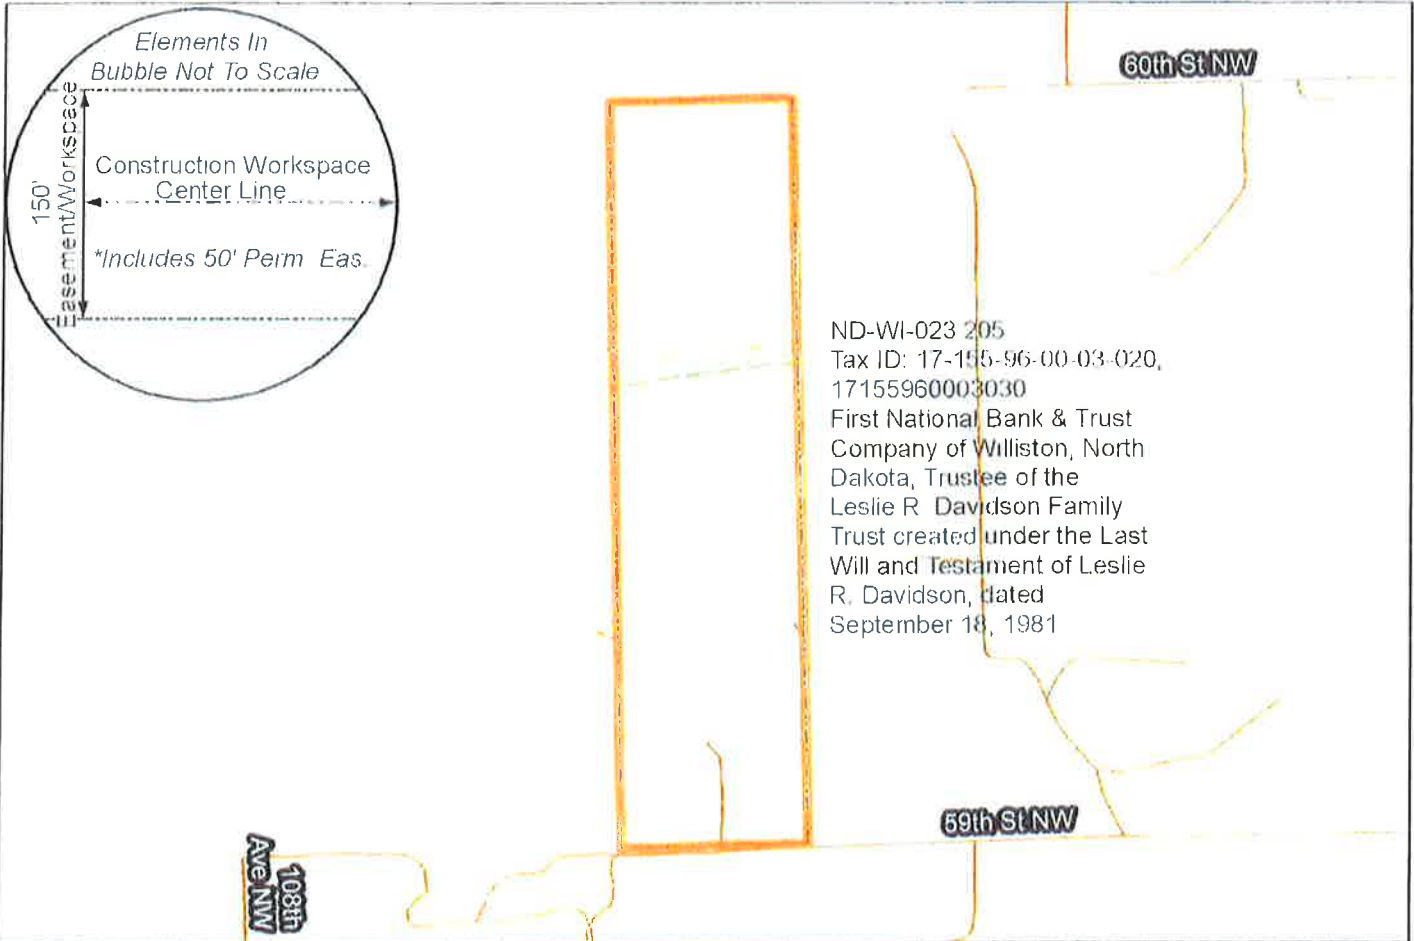 Elements In
Bubble Not To Scale
150'
Easement/Workspace
Construction Workspace
Center Line
*Includes 50' Perm Eas.
60th St NW
ND-WI-023 205
Tax ID: 17-155-96-00-03-020,
17155960003030
First National Bank & Trust
Company of Williston, North
Dakota, Trustee of the
Leslie R Davidson Family
Trust created under the Last
Will and Testament of Leslie
R. Davidson, dated
September 18, 1981
59th St NW
108th
Ave NW